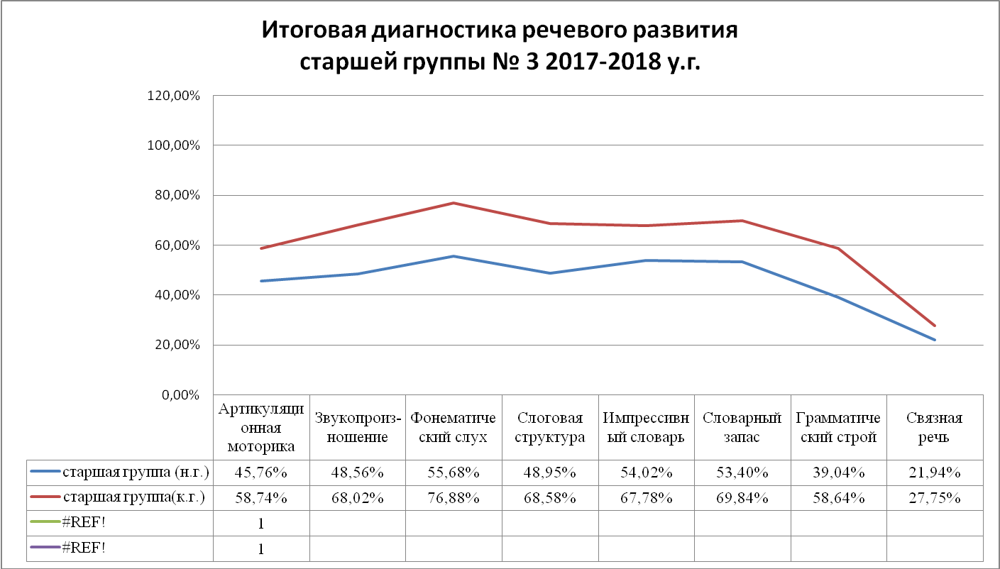 Итоговая диагностика речевого развития
старшей группы № 3 2017-2018 у.г.
120,00%
100,00%
80,00%
60,00%
40,00%
20,00%
0,00%
Артикуляци
онная
моторика
Звукопроиз-
ношение
Фонематиче
ский слух
Слоговая
структура
Импрессивн
ый словарь
Словарный
запас
Грамматиче
ский строй
Связная
речь
старшая группа (н.г.) 45,76% 48,56% 55,68% 48,95% 54,02% 53,40% 39,04% 21,94%
старшая группа(к.г.) 58,74% 68,02% 76,88% 68,58% 67,78% 69,84% 58,64% 27,75%
#REF! 1
#REF! 1